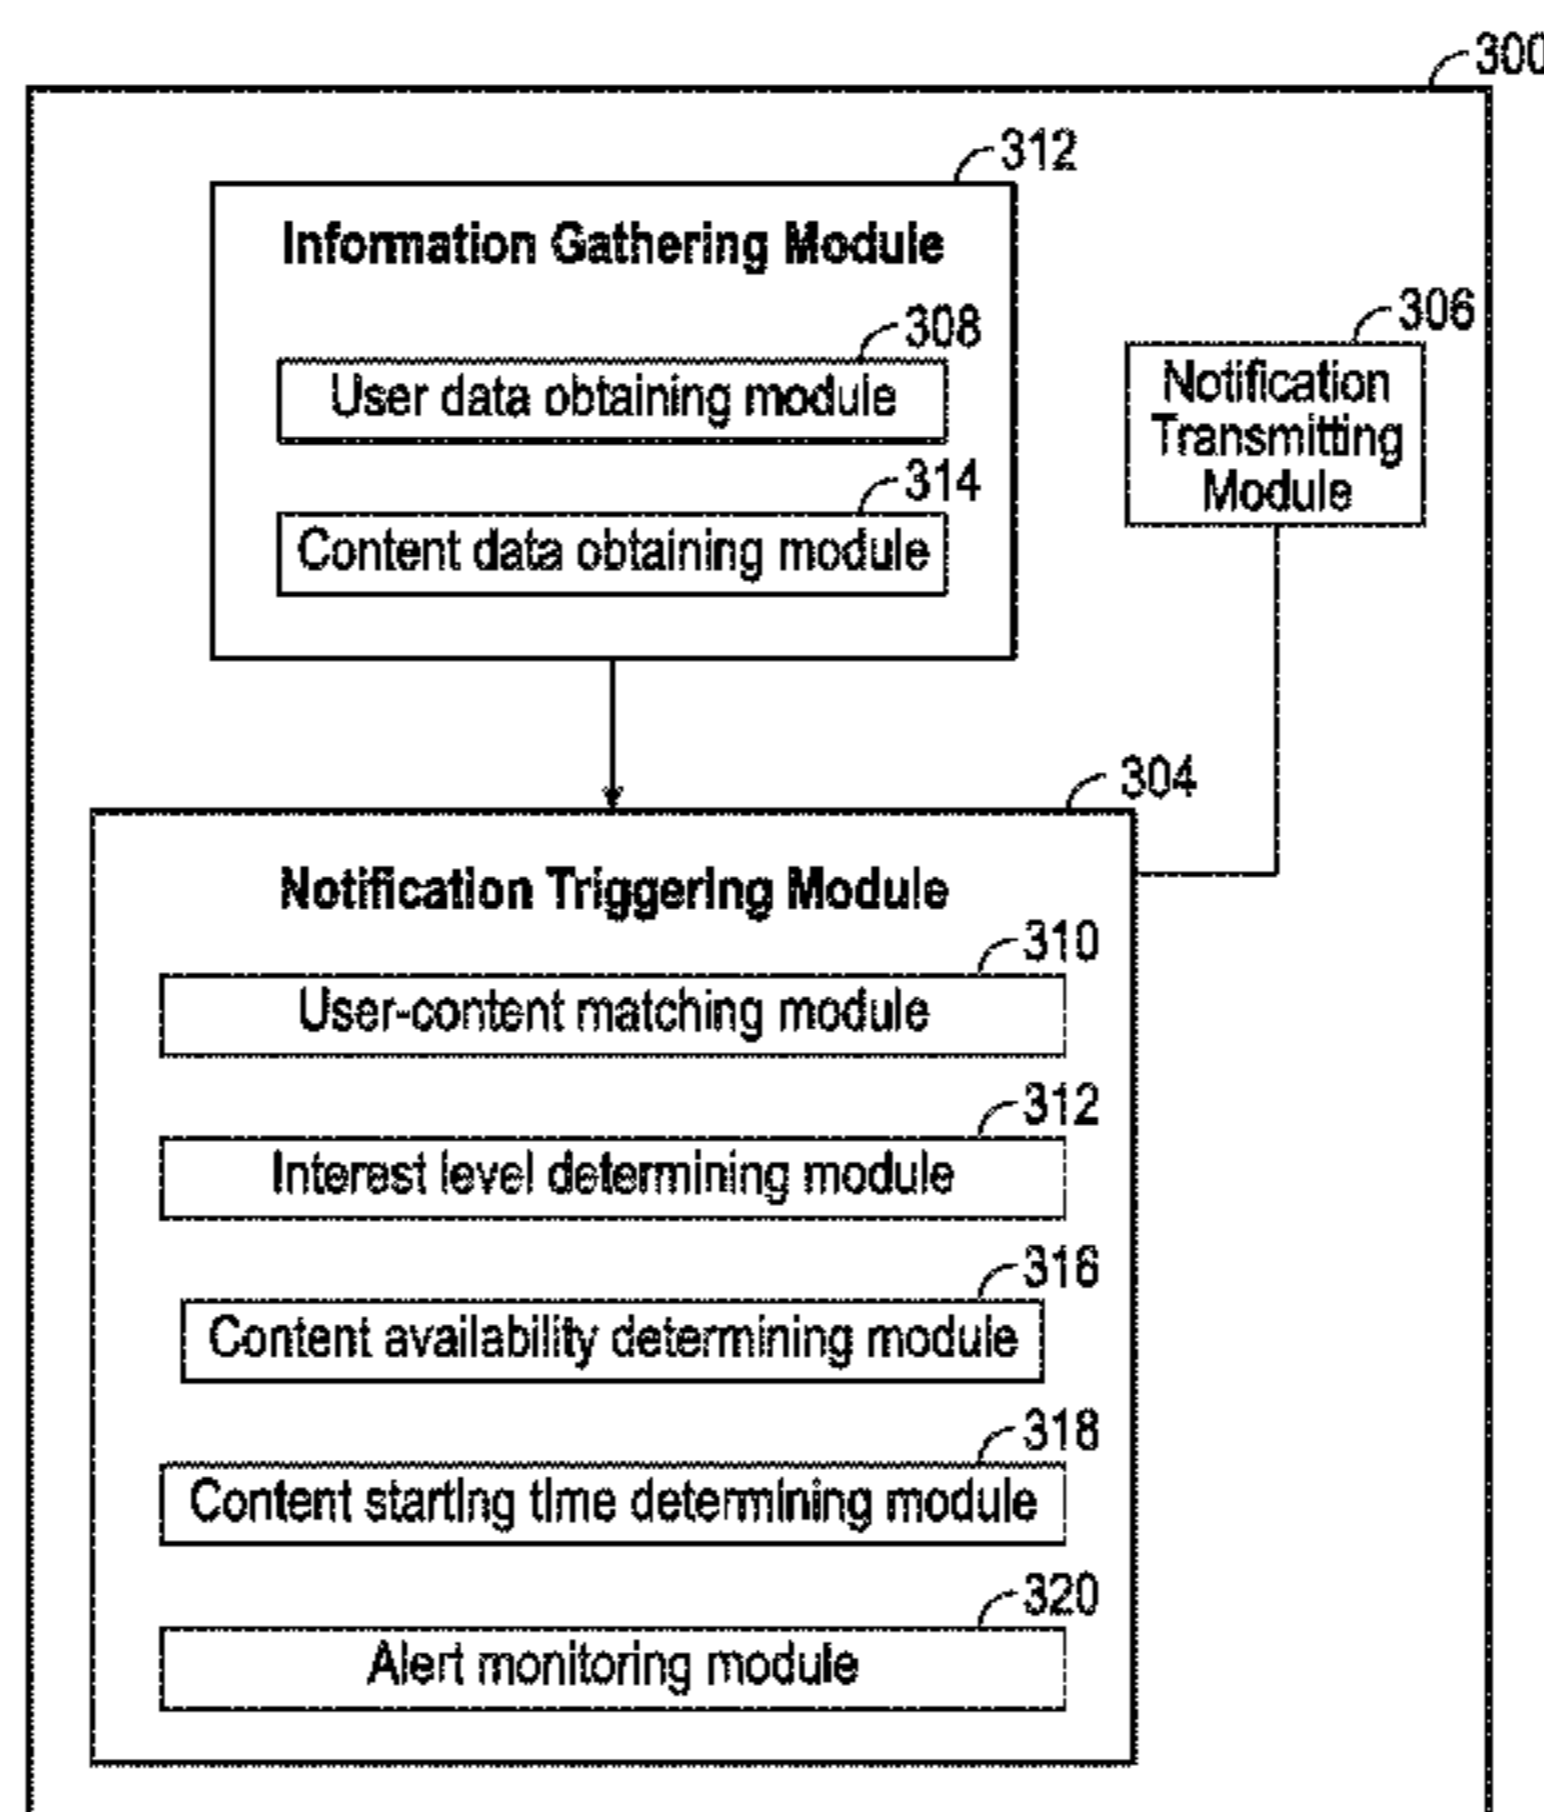 300
312
Information Gathering Module
308
User data obtaining module
314
Content data obtaining module
306
Notification
Transmitting
Module
304
Notification Triggering Module
310
User-content matching module
312
Interest level determining module
316
Content availability determining module
318
Content starting time determining module
320
Alert monitoring module